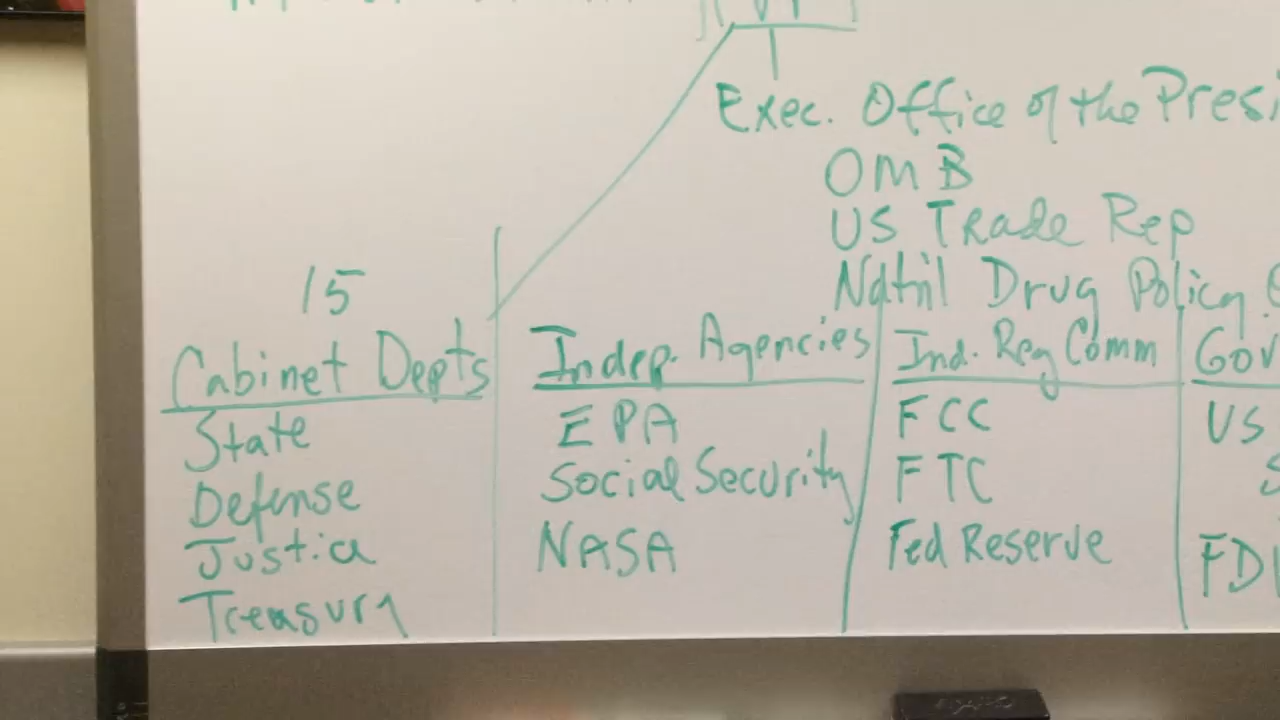 Exec. Office of the Presi
OMB
US Trade Rep
Nat'l Drug Policy
15
Cabinet Depts
State
Defense
Justice
Treasury
Indep. Agencies
EPA
Social Security
NASA
Ind. Reg Comm
FCC
FTC
Fed Reserve
Gov
US
S
FDI